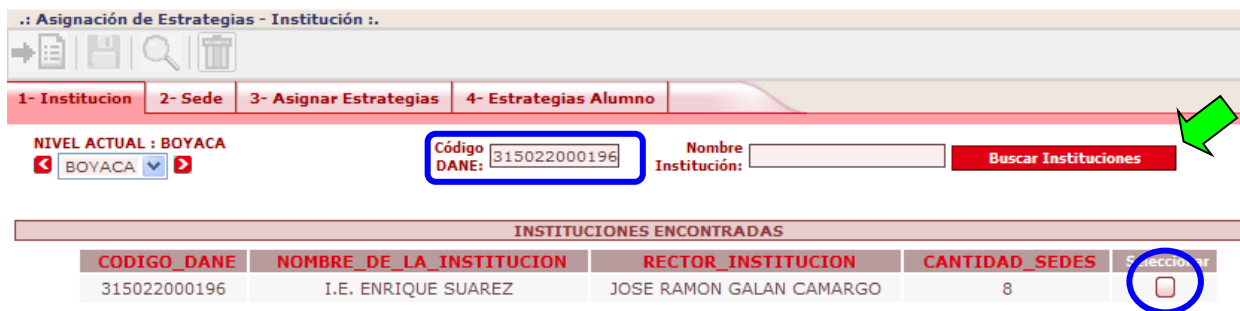 .: Asignación de Estrategias - Institución :.
1- Institucion 2- Sede 3- Asignar Estrategias 4- Estrategias Alumno
NIVEL ACTUAL : BOYACA
BOYACA
Código DANE: 315022000196
Nombre Institución:
Buscar Instituciones
INSTITUCIONES ENCONTRADAS
CODIGO_DANE NOMBRE_DE_LA_INSTITUCION RECTOR_INSTITUCION CANTIDAD_SEDES Seleccionar
315022000196 I.E. ENRIQUE SUAREZ JOSE RAMON GALAN CAMARGO 8